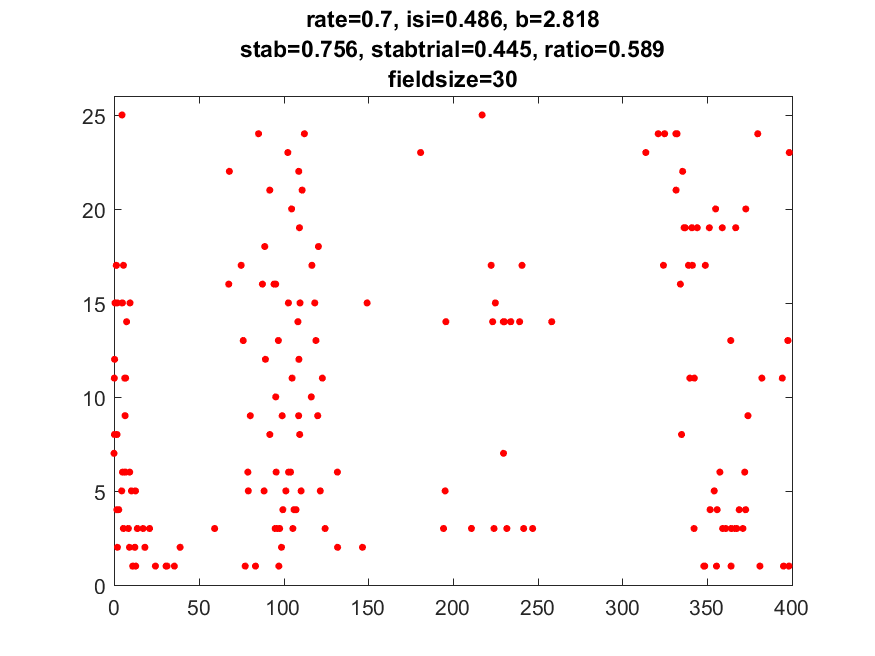 rate=0.7, isi=0.486, b=2.818
stab=0.756, stabtrial=0.445, ratio=0.589
fieldsize=30
25
20
15
10
5
0
0 50 100 150 200 250 300 350 400